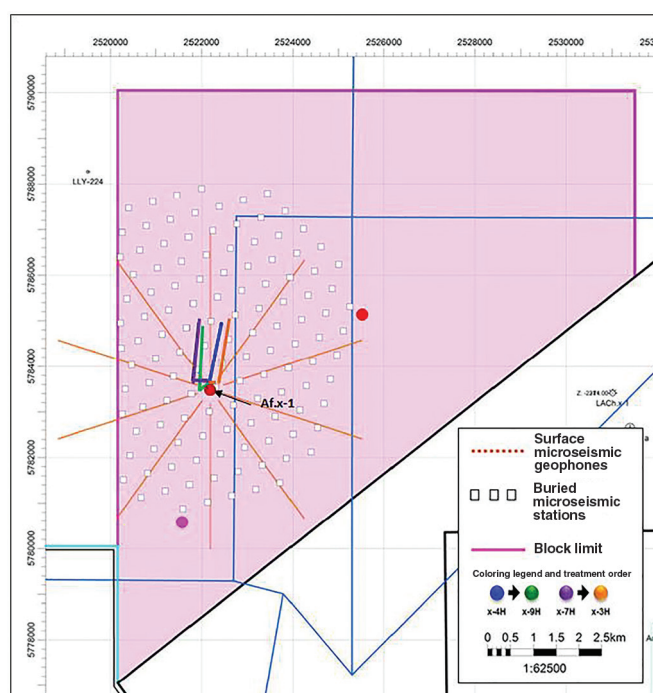 2520000 2522000 2524000 2526000 2528000 2530000
5790000
5788000
5786000
5784000
5782000
5780000
5778000
LLY-224
Af.x-1
LACh.x-1
Surface
microseismic
geophones
Buried
microseismic
stations
Block limit
Coloring legend and treatment order
x-4H x-9H x-7H x-3H
0 0.5 1 1.5 2 2.5km
1:62500